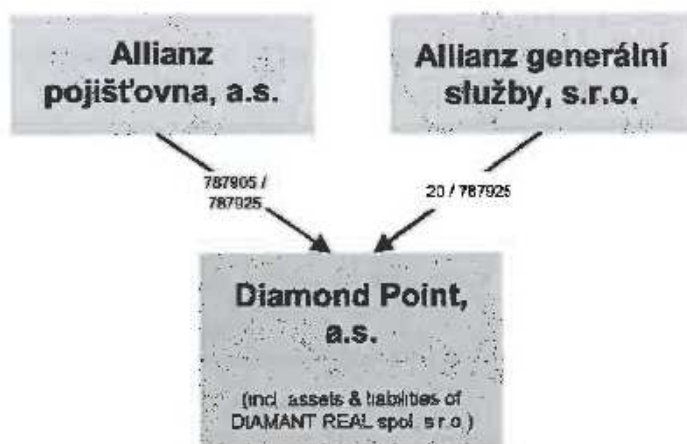 Allianz
pojišťovna, a.s.
Allianz generální
služby, s.r.o.
787905 /
787925
20 / 787925
Diamond Point,
a.s.
(incl. assets & liabilities of
DIAMANT REAL spol. s r.o.)